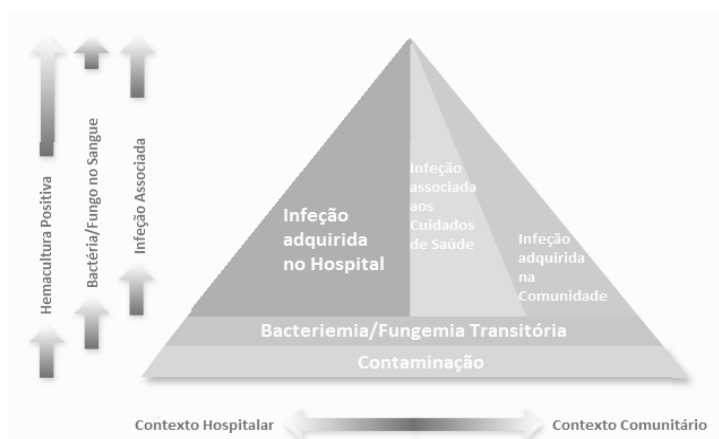 Hemacultura Positiva
Bactéria/Fungo no Sangue
Infeção Associada
Infeção
adquirida
no Hospital
Infeção
associada
aos
Cuidados
de Saúde
Infeção
adquirida
na
Comunidade
Bacteriemia/Fungemia Transitória
Contaminação
Contexto Hospitalar
Contexto Comunitário